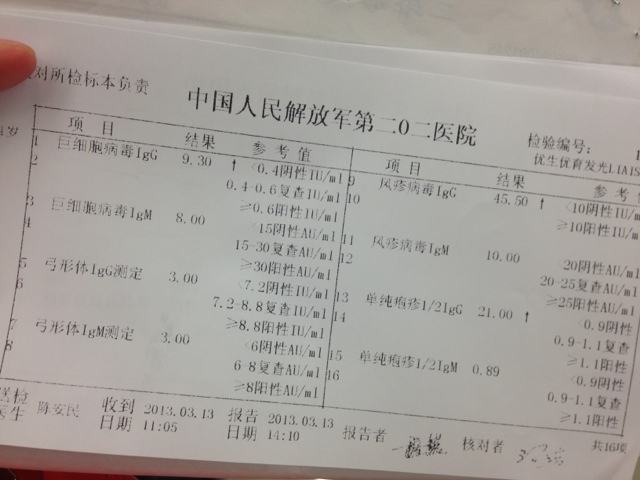 对所检标本负责
中国人民解放军第二0二医院
检验编号: 1
优生优育发光LIAIS
项 目 结果 参考值 项 目 结果 参考
1 巨细胞病毒IgG 9.30 ↑ <0.4阴性IU/ml
2 0.4-0.6复查IU/ml
≥0.6阳性IU/ml
3 巨细胞病毒IgM 8.00 <15阴性AU/ml
4 15-30复查AU/ml
≥30阳性AU/ml
5 弓形体IgG测定 3.00 <7.2阴性IU/ml
6 7.2-8.8复查IU/ml
≥8.8阳性IU/ml
7 弓形体IgM测定 3.00 <6阴性AU/ml
8 6-8复查AU/ml
≥8阳性AU/ml
9 风疹病毒IgG 45.50 ↑ <10阴性IU/m
10 ≥10阳性IU/m
11 风疹病毒IgM 10.00 20阴性AU/ml
12 20-25复查AU/ml
≥25阳性AU/ml
13 单纯疱疹1/2IgG 21.00 ↑ <0.9阴性
14 0.9-1.1复查
≥1.1阳性
15 单纯疱疹1/2IgM 0.89 <0.9阴性
16 0.9-1.1复查
≥1.1阳性
送检 陈安民 收到 2013.03.13 报告 2013.03.13 报告者 核对者 共16项
医生 日期 11:05 日期 14:10